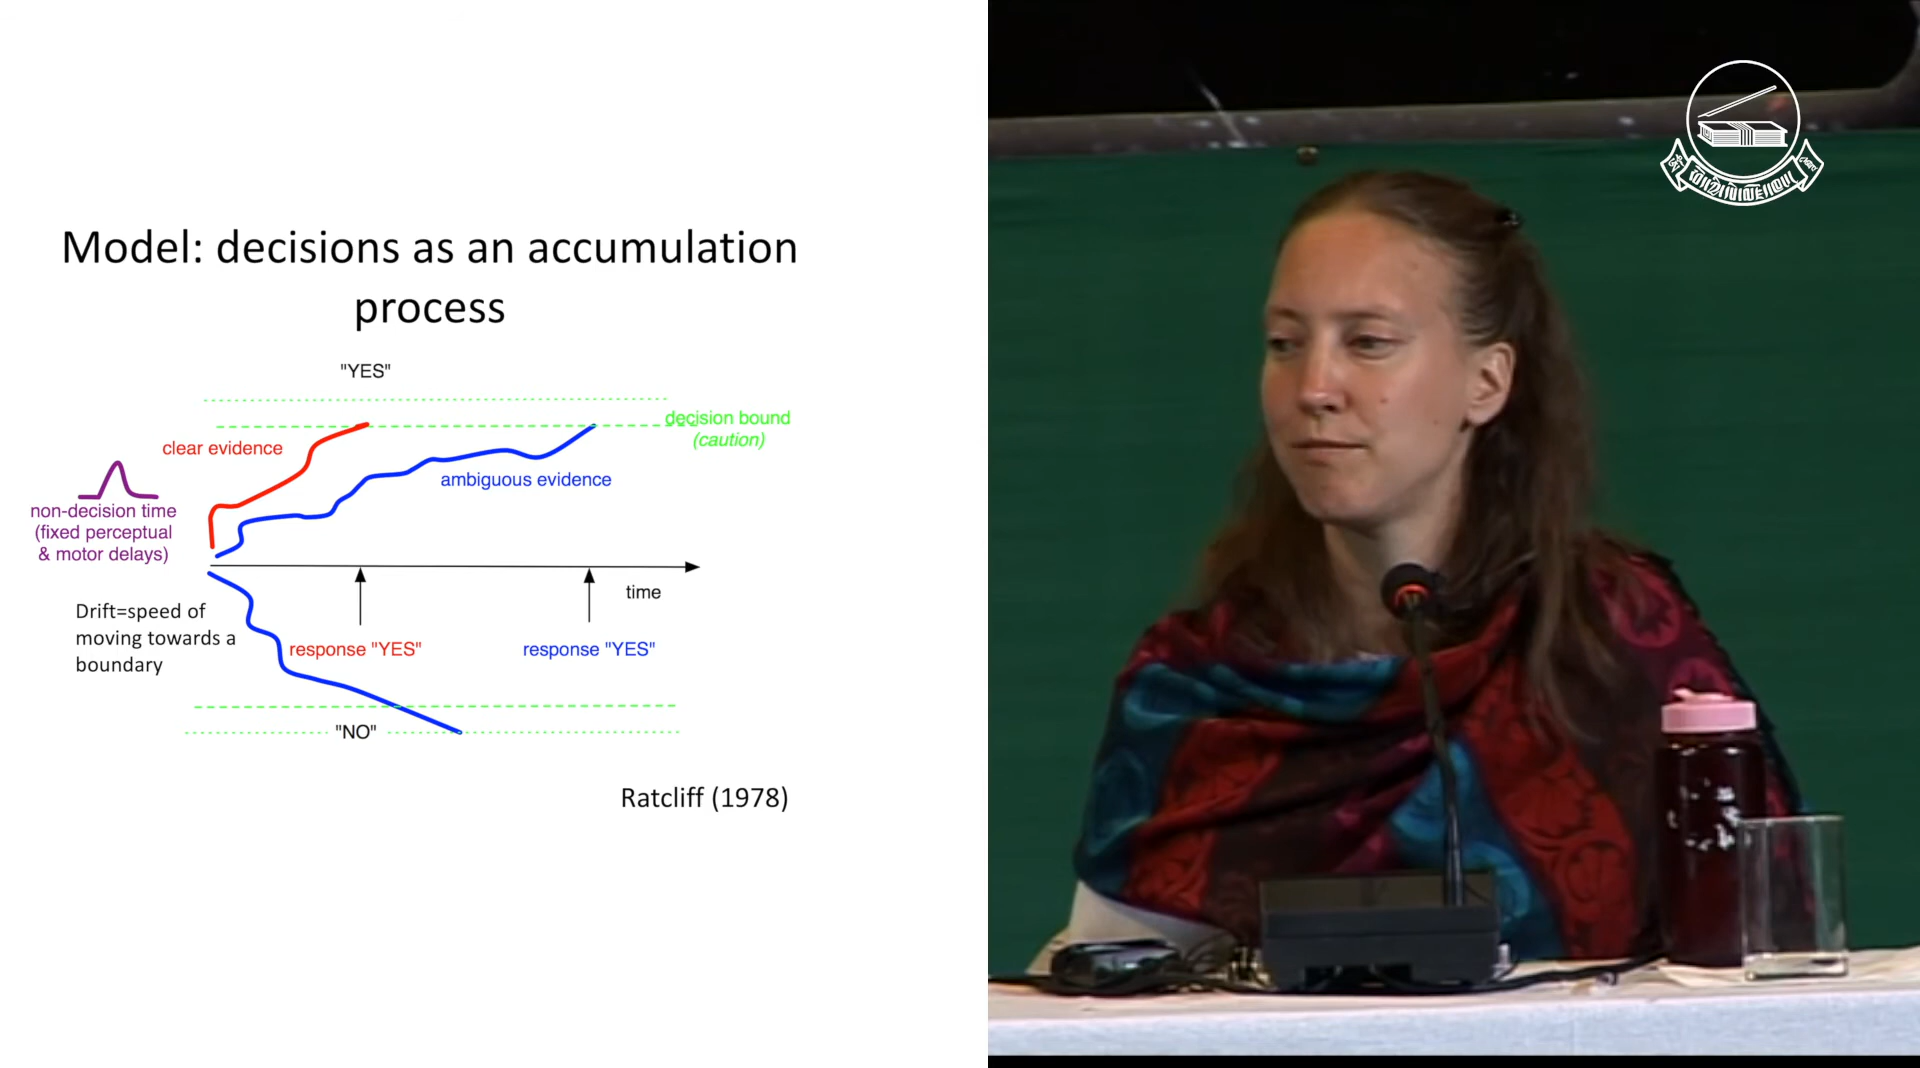 Model: decisions as an accumulation
process
"YES"
decision bound
(caution)
clear evidence
ambiguous evidence
non-decision time
(fixed perceptual
& motor delays)
time
Drift=speed of
moving towards a
boundary
response "YES"
response "YES"
"NO"
Ratcliff (1978)